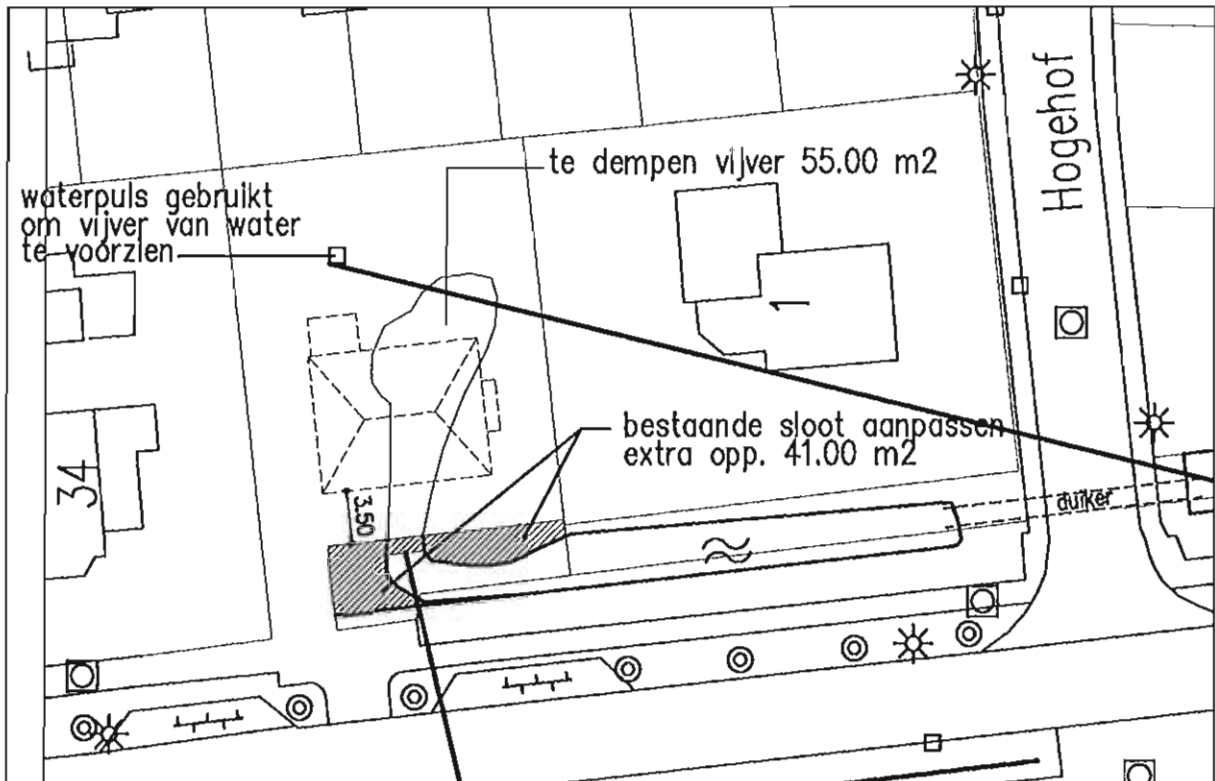 Hogehof
te dempen vijver 55.00 m2
waterpuls gebruikt
om vijver van water
te voorzien
1
bestaande sloot aanpassen
extra opp. 41.00 m2
34
3.50
duiker